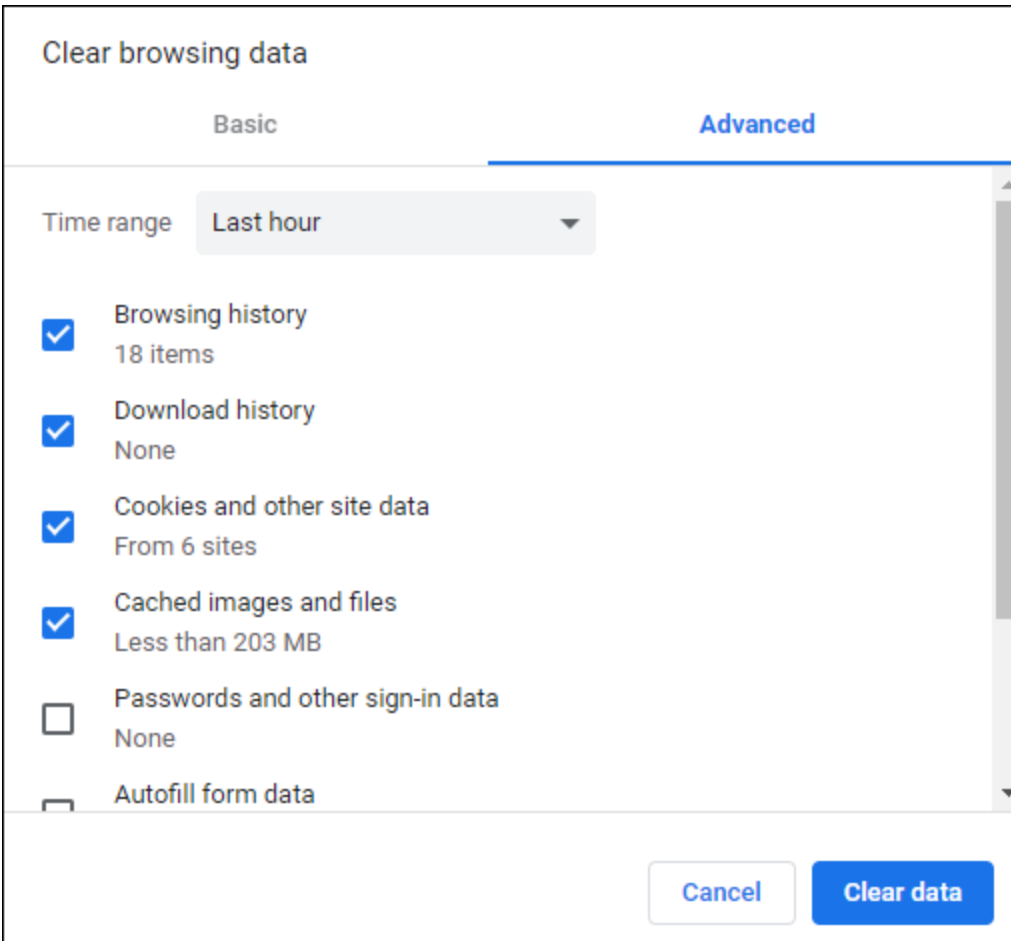 Clear browsing data
Basic
Advanced
Time range
Last hour
Browsing history
18 items
Download history
None
Cookies and other site data
From 6 sites
Cached images and files
Less than 203 MB
Passwords and other sign-in data
None
Autofill form data
Cancel
Clear data